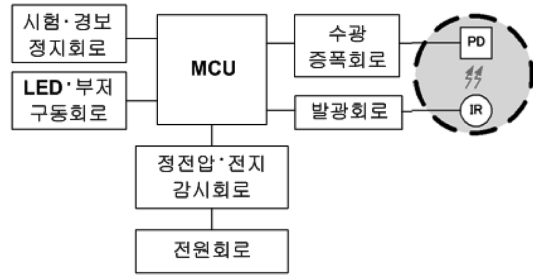 시험·경보
정지회로
LED·부저
구동회로
MCU
수광
증폭회로
발광회로
PD
IR
정전압·전지
감시회로
전원회로